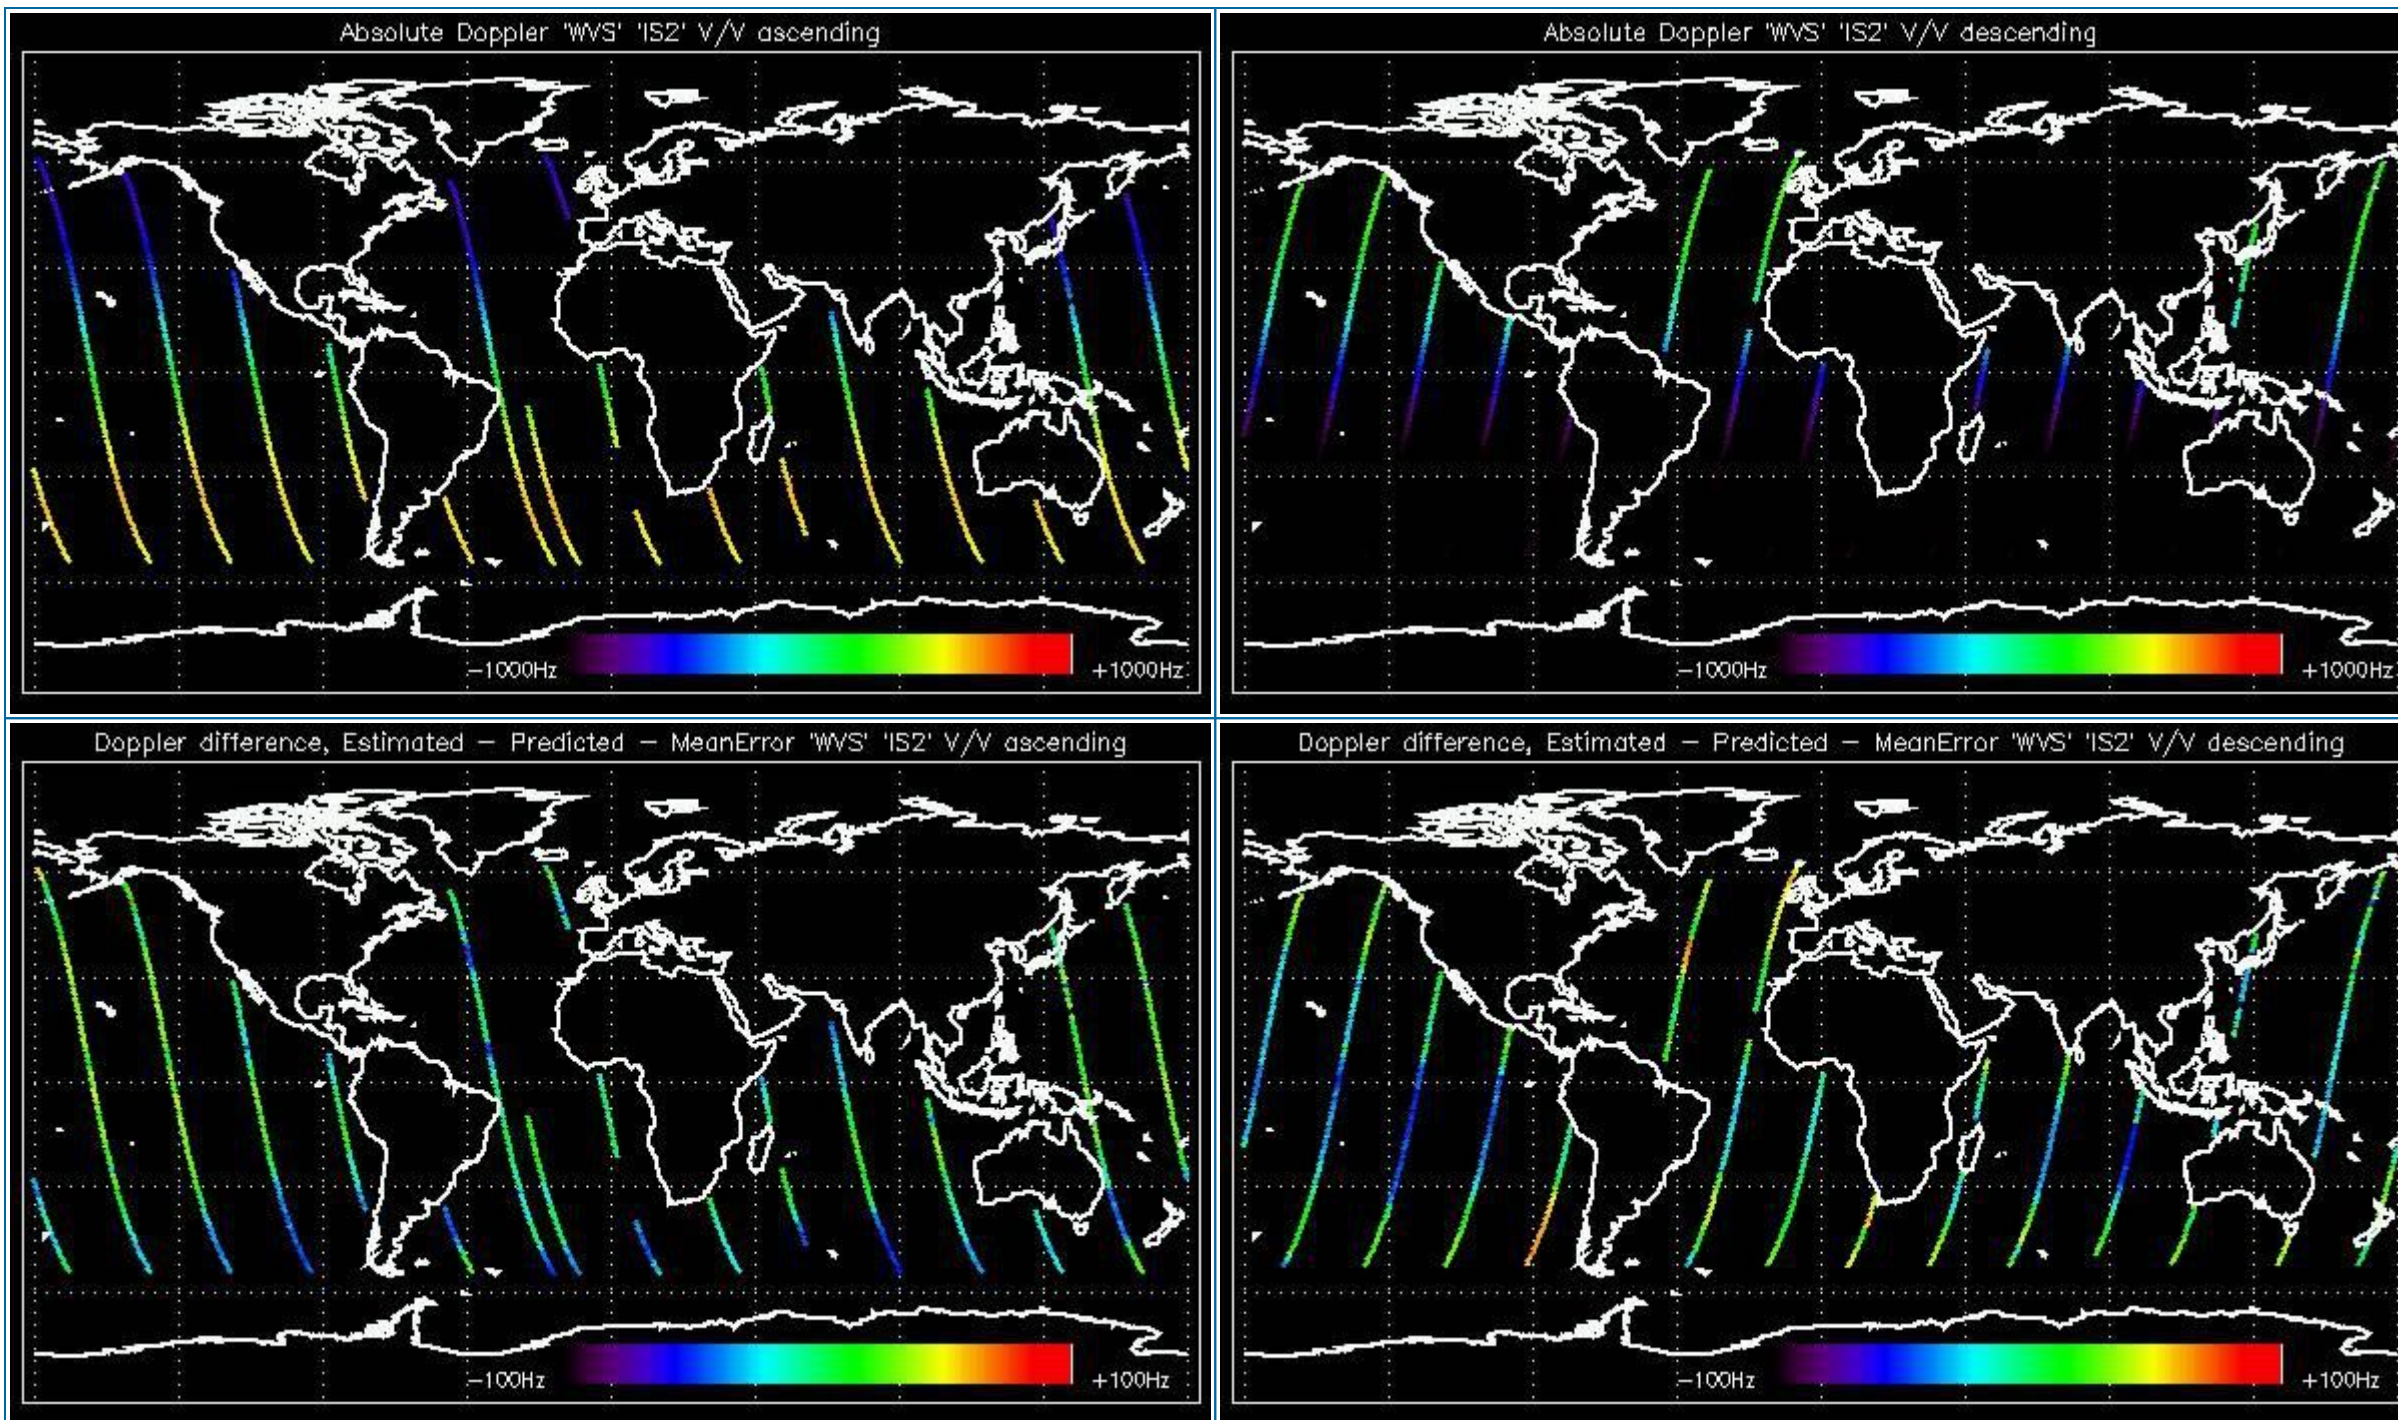 Absolute Doppler 'WVS' 'IS2' V/V ascending
-1000Hz
+1000Hz
Absolute Doppler 'WVS' 'IS2' V/V descending
-1000Hz
+1000Hz
Doppler difference, Estimated - Predicted - MeanError 'WVS' 'IS2' V/V ascending
-100Hz
+100Hz
Doppler difference, Estimated - Predicted - MeanError 'WVS' 'IS2' V/V descending
-100Hz
+100Hz